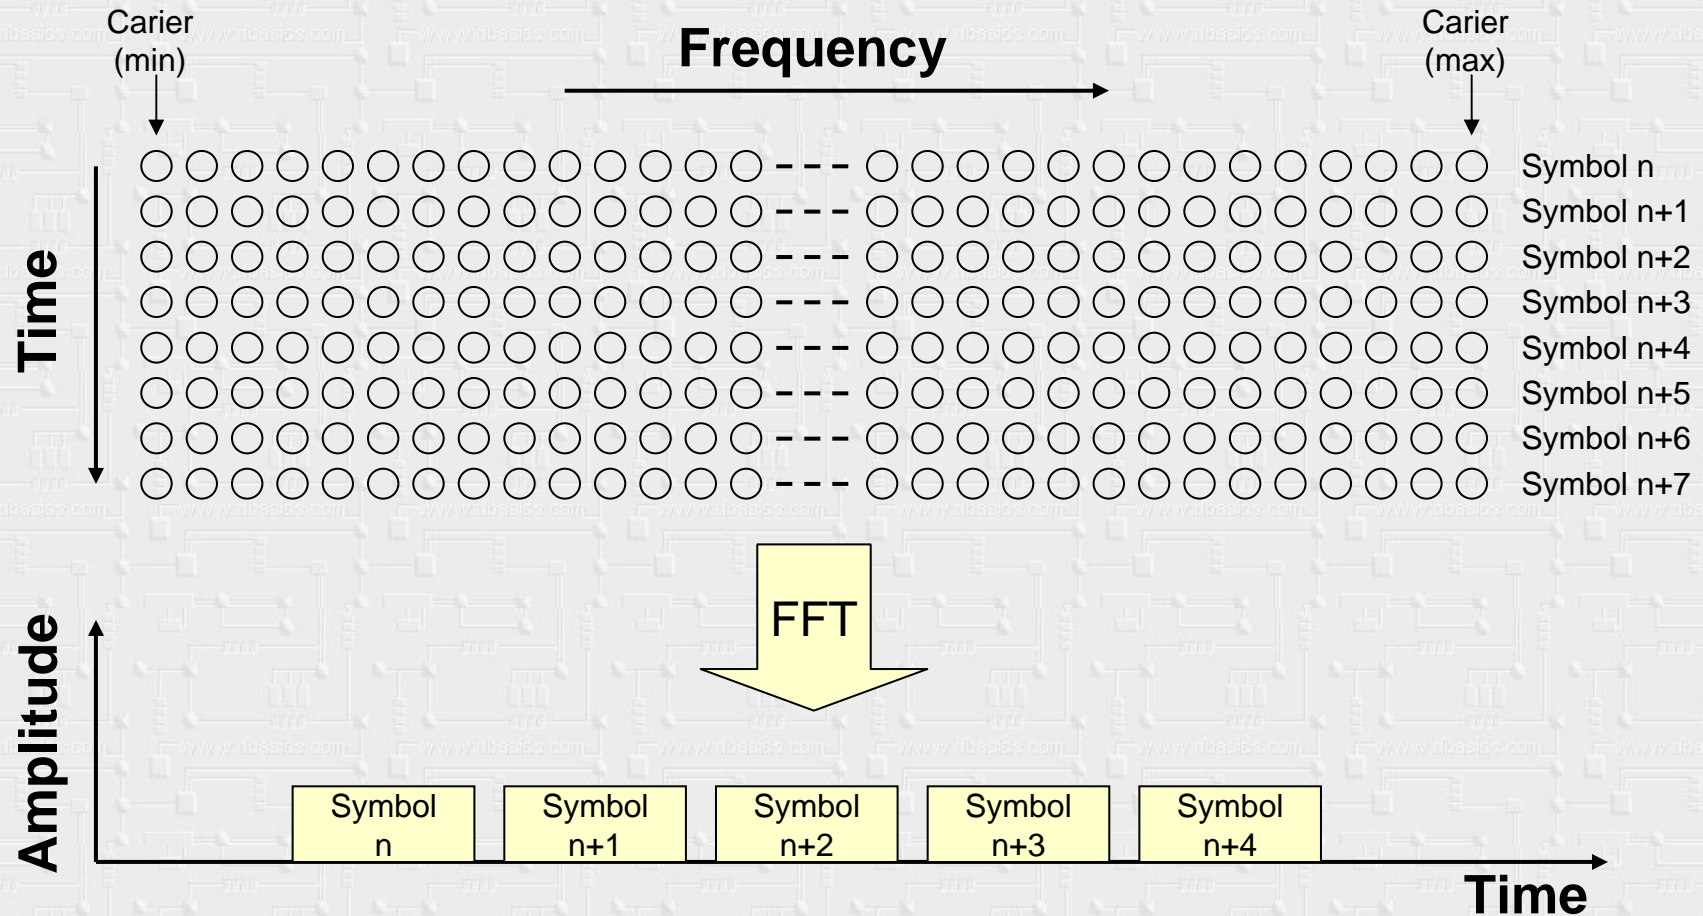 Carier
(min)
Frequency
Carier
(max)
Time
Symbol n
Symbol n+1
Symbol n+2
Symbol n+3
Symbol n+4
Symbol n+5
Symbol n+6
Symbol n+7
FFT
Amplitude
Symbol
n
Symbol
n+1
Symbol
n+2
Symbol
n+3
Symbol
n+4
Time